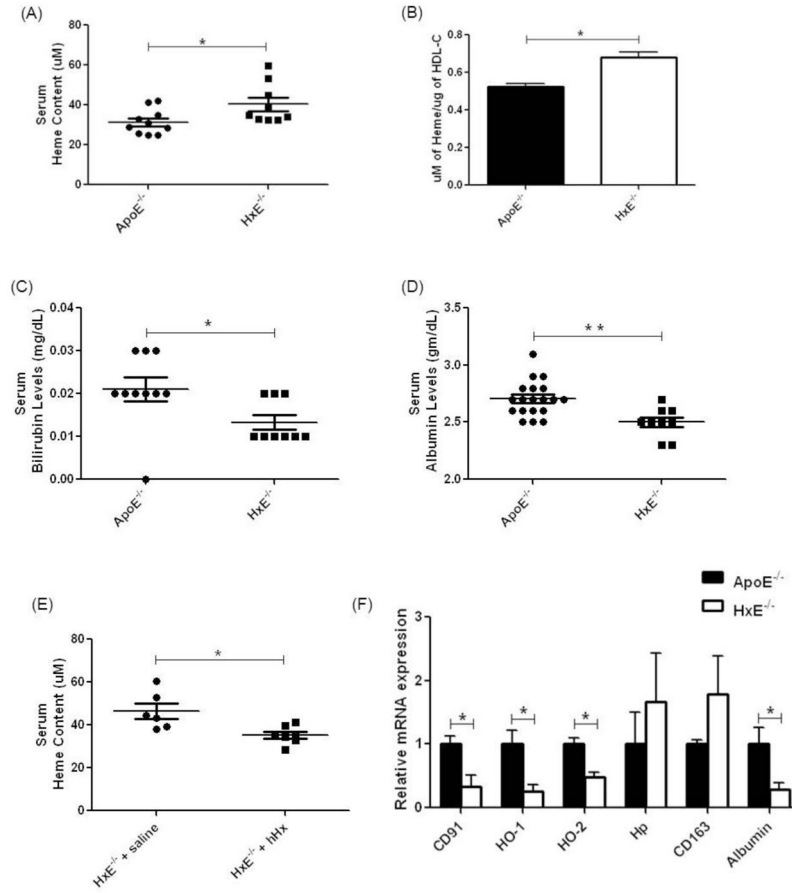 (A)
80
60
40
20
0
Serum
Heme Content (uM)
*
ApoE-/-
HxE-/-
(B)
0.8
0.6
0.4
0.2
0.0
uM of Heme/ug of HDL-C
*
ApoE-/-
HxE-/-
(C)
0.04
0.03
0.02
0.01
0.00
Serum
Bilirubin Levels (mg/dL)
*
ApoE-/-
HxE-/-
(D)
3.5
3.0
2.5
2.0
Serum
Albumin Levels (gm/dL)
* *
ApoE-/-
HxE-/-
(E)
80
60
40
20
0
Serum
Heme Content (uM)
*
HxE-/- + saline
HxE-/- + hHx
(F)
ApoE-/-
HxE-/-
3
2
1
0
Relative mRNA expression
*
*
*
*
CD91
HO-1
HO-2
Hp
CD163
Albumin